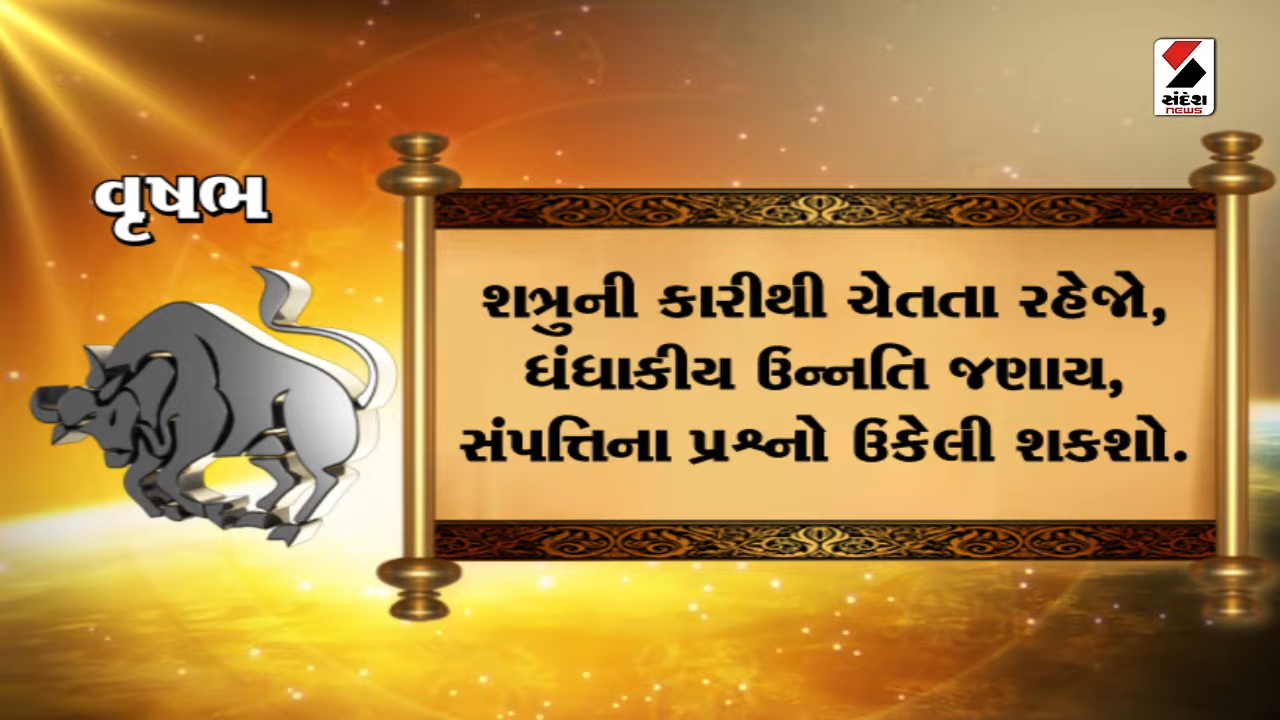 સંદેશ
NEWS
વૃષભ
શત્રુની કારીથી ચેતતા રહેજો,
ધંધાકીય ઉન્નતિ જણાય,
સંપત્તિના પ્રશ્નો ઉકેલી શકશો.